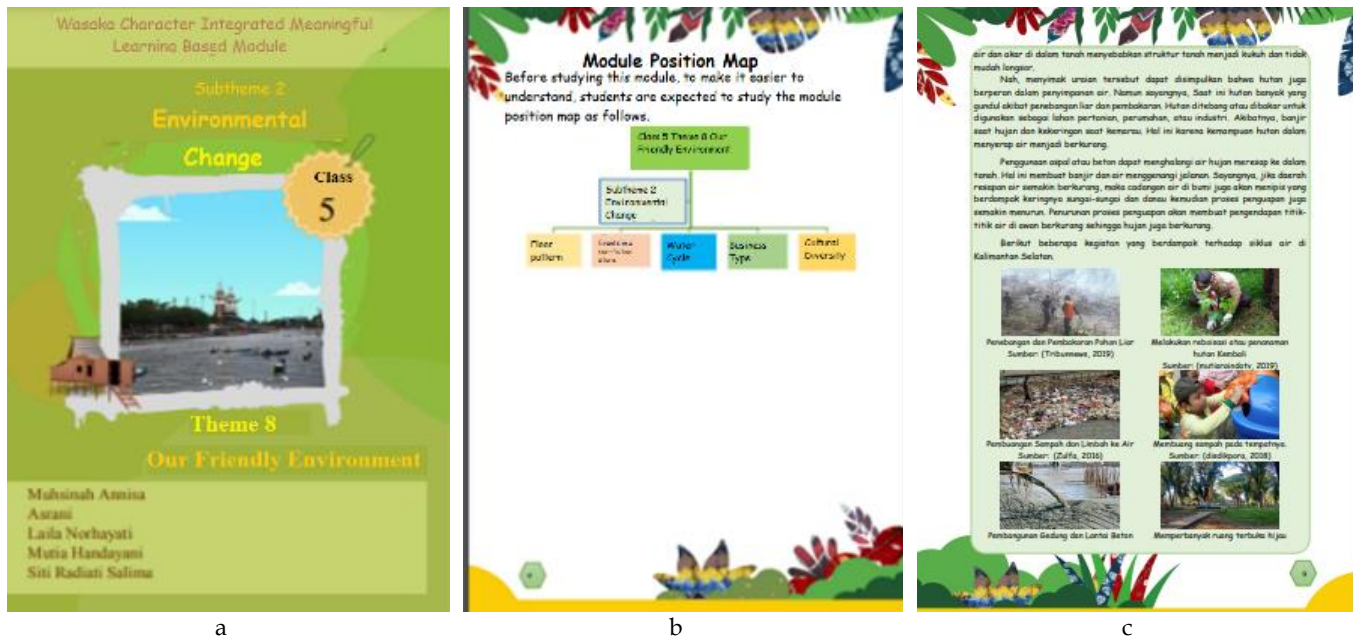 Wasaka Character Integrated Meaningful
Learning Based Module
Subtheme 2
Environmental
Change
Class
5
Theme 8
Our Friendly Environment
Muhsinah Annisa
Asrani
Laila Norhayati
Mutia Handayani
Siti Radiati Salima
a
Module Position Map
Before studying this module, to make it easier to
understand, students are expected to study the module
position map as follows.
Class 5 Theme 8 Our
Friendly Environment
Subtheme 2
Environmental
Change
Floor
pattern
Water
Cycle
Business
Type
Cultural
Diversity
b
air dan akar di dalam tanah menyebabkan struktur tanah menjadi kukuh dan tidak
mudah longsor.
Nah, menyimak uraian tersebut dapat disimpulkan bahwa hutan juga
berperan dalam penyimpanan air. Namun sayangnya, Saat ini hutan banyak yang
gundul akibat penebangan liar dan pembakaran. Hutan ditebang atau dibakar untuk
digunakan sebagai lahan pertanian, perumahan, atau industri. Akibatnya, banjir
saat hujan dan kekeringan saat kemarau. Hal ini karena kemampuan hutan dalam
menyerap air menjadi berkurang.
Penggunaan aspal atau beton dapat menghalangi air hujan meresap ke dalam
tanah. Hal ini membuat banjir dan air menggenangi jalanan. Sayangnya, jika daerah
resapan air semakin berkurang, maka cadangan air di bumi juga akan menipis yang
berdampak keringnya sungai-sungai dan danau kemudian proses penguapan juga
semakin menurun. Penurunan proses penguapan akan membuat pengendapan titik-
titik air di awan berkurang sehingga hujan juga berkurang.
Berikut beberapa kegiatan yang berdampak terhadap siklus air di
Kalimantan Selatan.
Penebangan dan Pembakaran Pohon Liar
Sumber: (Tribunnews, 2019)
Melakukan reboisasi atau penanaman
hutan Kembali
Sumber: (mutiaraindotv, 2019)
Pembuangan Sampah dan Limbah ke Air
Sumber: (Zulfa, 2016)
Membuang sampah pada tempatnya.
Sumber: (disdikpora, 2018)
Pembangunan Gedung dan Lantai Beton
Memperbanyak ruang terbuka hijau
c